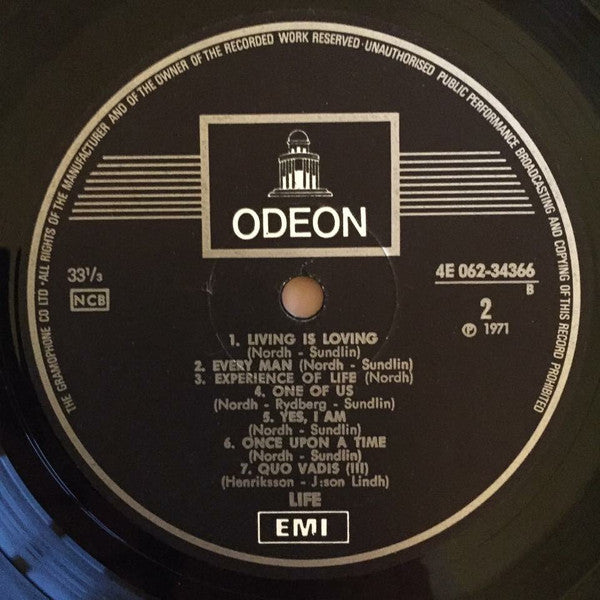 THE GRAMOPHONE CO LTD · ALL RIGHTS OF THE MANUFACTURER AND OF THE OWNER OF THE RECORDED WORK RESERVED · UNAUTHORISED PUBLIC PERFORMANCE BROADCASTING AND COPYING OF THIS RECORD PROHIBITED
ODEON
33 1/3
NCB
4E 062-34366
B
2
℗ 1971
1. LIVING IS LOVING
(Nordh - Sundlin)
2. EVERY MAN (Nordh - Sundlin)
3. EXPERIENCE OF LIFE (Nordh)
4. ONE OF US
(Nordh - Rydberg - Sundlin)
5. YES, I AM
(Nordh - Sundlin)
6. ONCE UPON A TIME
(Nordh - Sundlin)
7. QUO VADIS (III)
(Henriksson - J:son Lindh)
LIFE
EMI